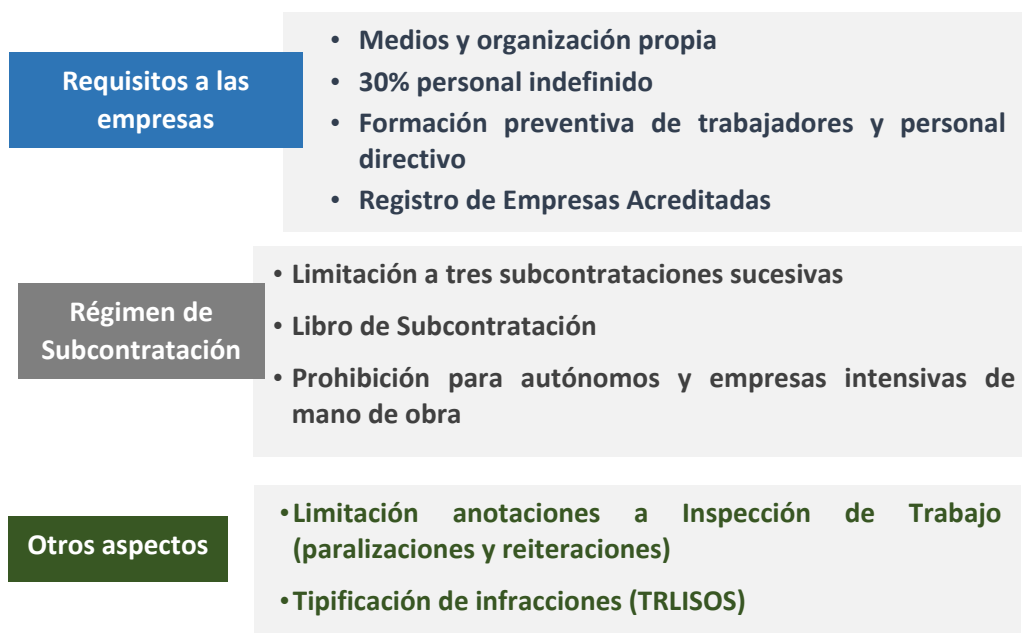 Requisitos a las
empresas
• Medios y organización propia
• 30% personal indefinido
• Formación preventiva de trabajadores y personal
directivo
• Registro de Empresas Acreditadas
Régimen de
Subcontratación
• Limitación a tres subcontrataciones sucesivas
• Libro de Subcontratación
• Prohibición para autónomos y empresas intensivas de
mano de obra
Otros aspectos
• Limitación anotaciones a Inspección de Trabajo
(paralizaciones y reiteraciones)
• Tipificación de infracciones (TRLISOS)